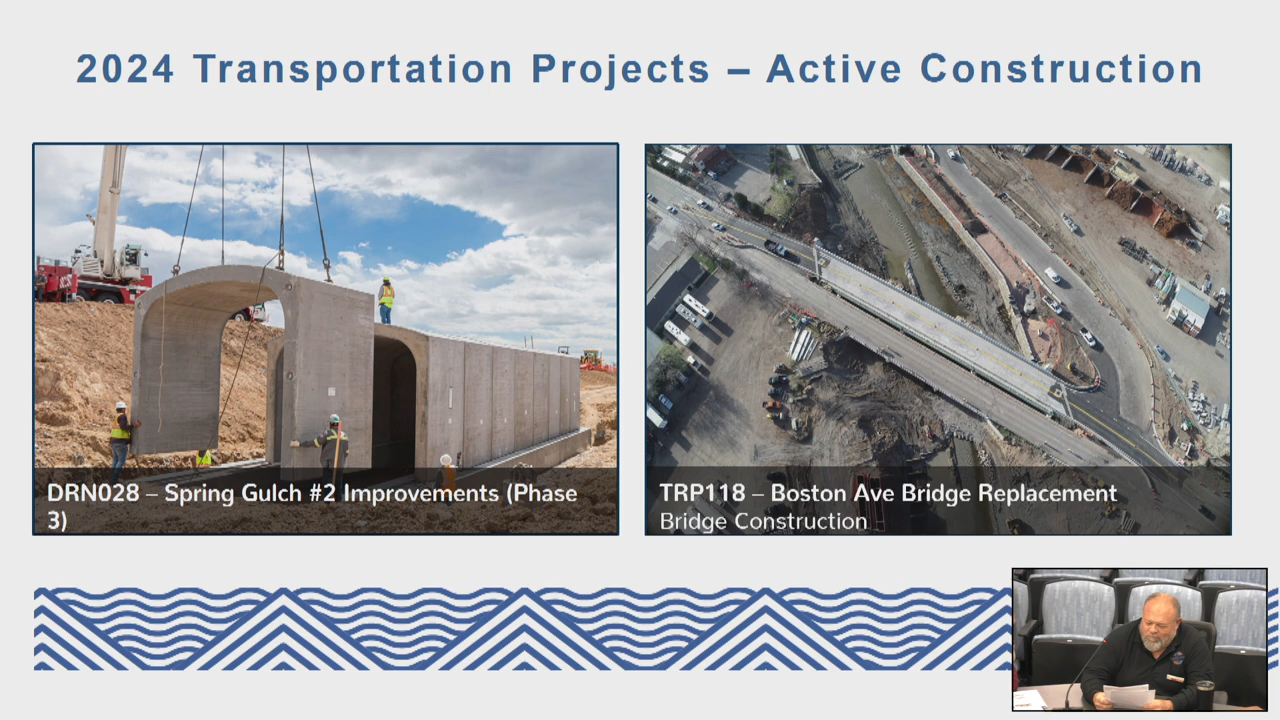 2024 Transportation Projects – Active Construction
DRN028 – Spring Gulch #2 Improvements (Phase
3)
TRP118 – Boston Ave Bridge Replacement
Bridge Construction